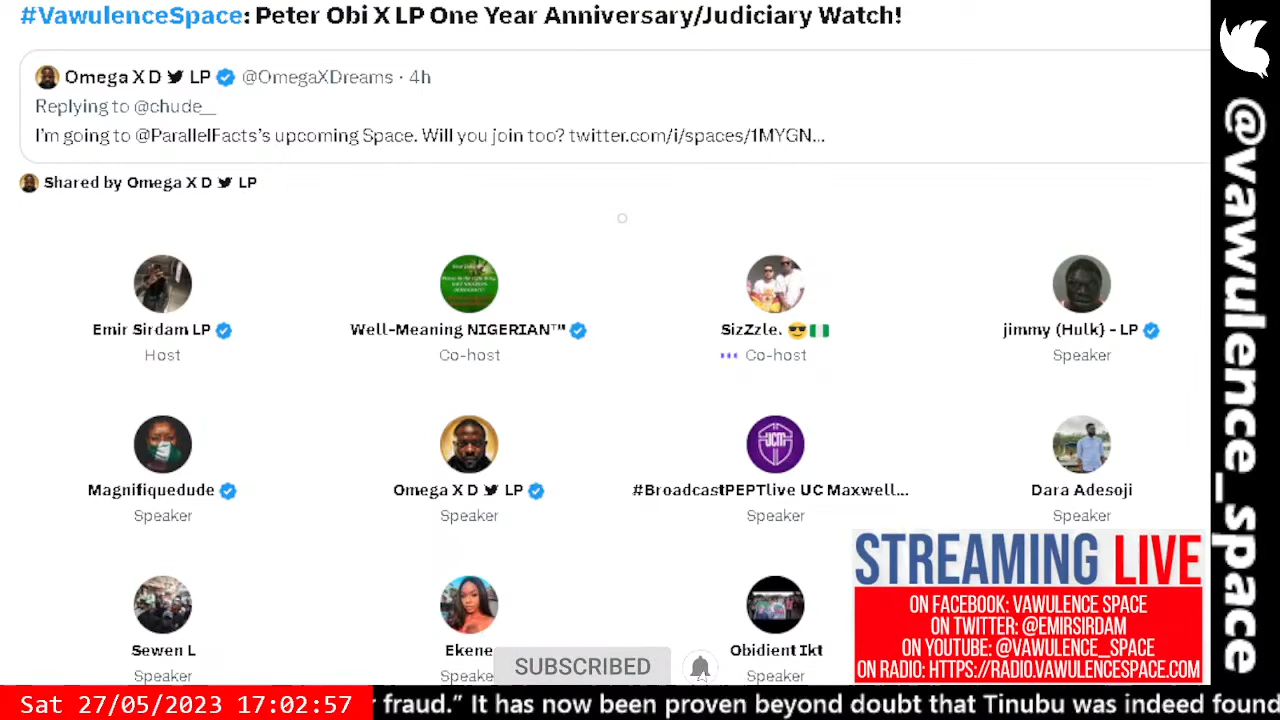 #VawulenceSpace: Peter Obi X LP One Year Anniversary/Judiciary Watch!
Omega X D LP @OmegaXDreams · 4h
Replying to @chude__
I'm going to @ParallelFacts's upcoming Space. Will you join too? twitter.com/i/spaces/1MYGN...
Shared by Omega X D LP
Emir Sirdam LP
Host
Well-Meaning NIGERIAN™
Co-host
SizZzle. 😎🇳🇬
Co-host
jimmy (Hulk) - LP
Speaker
Magnifiquedude
Speaker
Omega X D LP
Speaker
#BroadcastPEPTlive UC Maxwell...
Speaker
Dara Adesoji
Speaker
Sewen L
Speaker
Ekene
Speaker
Obidient Ikt
Speaker
UCM
SUBSCRIBED
STREAMING LIVE
ON FACEBOOK: VAWULENCE SPACE
ON TWITTER: @EMIRSIRDAM
ON YOUTUBE: @VAWULENCE_SPACE
ON RADIO: HTTPS://RADIO.VAWULENCESPACE.COM
@vawulence_space
Sat 27/05/2023 17:02:57
fraud.” It has now been proven beyond doubt that Tinubu was indeed found